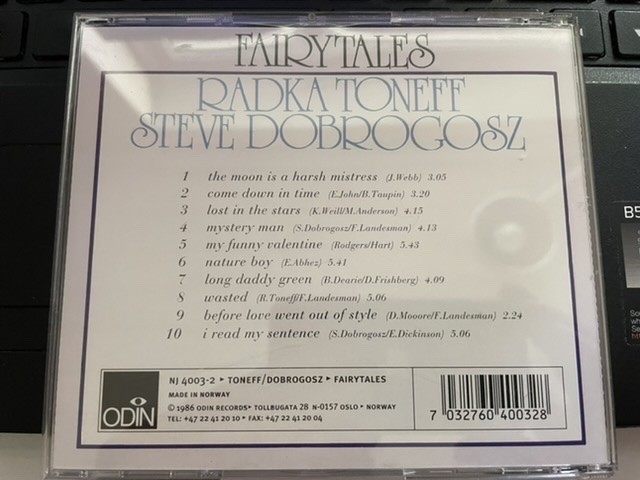 FAIRYTALES
RADKA TONEFF
STEVE DOBROGOSZ
1 the moon is a harsh mistress (J.Webb) 3.05
2 come down in time (E.John/B.Taupin) 3.20
3 lost in the stars (K.Weill/M.Anderson) 4.15
4 mystery man (S.Dobrogosz/F.Landesman) 4.13
5 my funny valentine (Rodgers/Hart) 5.43
6 nature boy (E.Abhez) 5.41
7 long daddy green (B.Dearie/D.Frishberg) 4.09
8 wasted (R.Toneff/F.Landesman) 5.06
9 before love went out of style (D.Mooore/F.Landesman) 2.24
10 i read my sentence (S.Dobrogosz/E.Dickinson) 5.06
ODIN
NJ 4003-2 ▸ TONEFF/DOBROGOSZ ▸ FAIRYTALES
MADE IN NORWAY
© 1986 ODIN RECORDS ▸ TOLLBUGATA 28 N-0157 OSLO ▸ NORWAY
TEL: +47 22 41 20 10 ▸ FAX: +47 22 41 20 04
7 032760 400328
B5